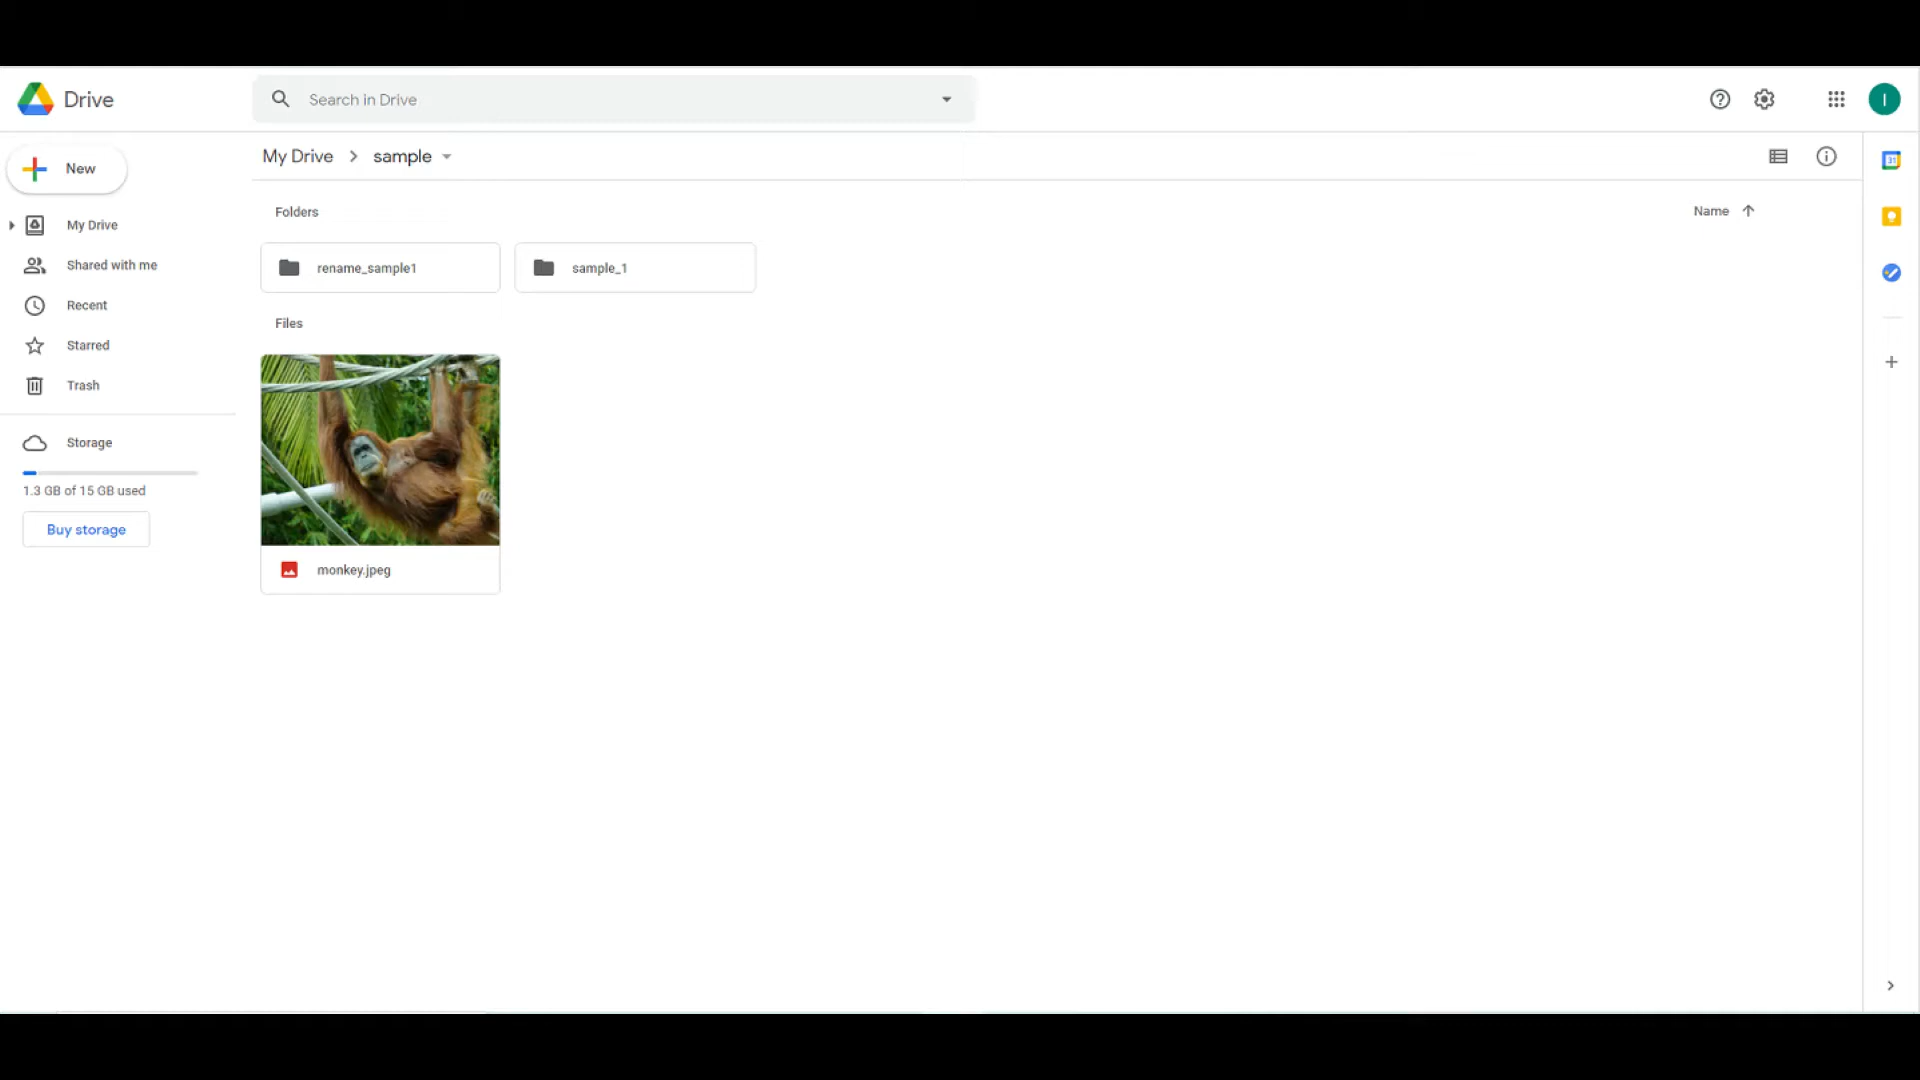 Drive
Search in Drive
I
New
My Drive > sample
My Drive
Shared with me
Recent
Starred
Trash
Storage
1.3 GB of 15 GB used
Buy storage
Folders
Name
rename_sample1
sample_1
Files
monkey.jpeg
31